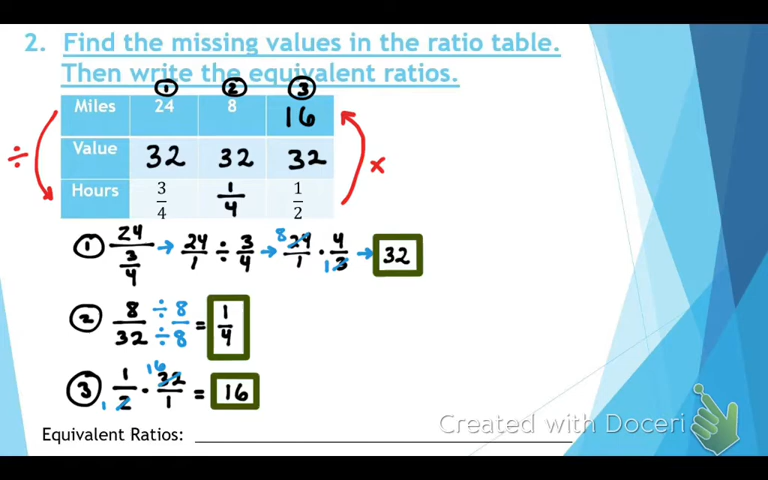 2. Find the missing values in the ratio table.
Then write the equivalent ratios.
① ② ③
Miles 24 8 16
÷ Value 32 32 32 ×
Hours 3/4 1/4 1/2
① 24/(3/4) → 24/1 ÷ 3/4 → 8 24/1 · 4/3 1 → 32
② 8/32 ÷8/÷8 = 1/4
③ 1/2 1 · 16 32/1 = 16
Created with Doceri
Equivalent Ratios: ____________________